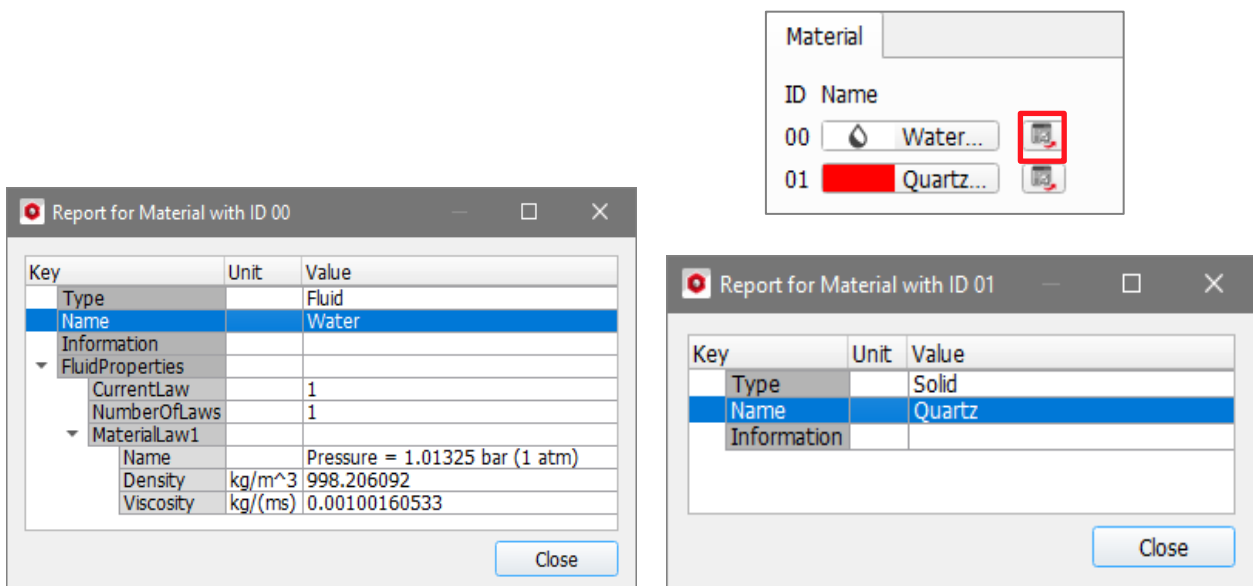 Material
ID Name
00 Water...
01 Quartz...
Report for Material with ID 00
Key Unit Value
Type Fluid
Name Water
Information
FluidProperties
CurrentLaw 1
NumberOfLaws 1
MaterialLaw1
Name Pressure = 1.01325 bar (1 atm)
Density kg/m^3 998.206092
Viscosity kg/(ms) 0.00100160533
Close
Report for Material with ID 01
Key Unit Value
Type Solid
Name Quartz
Information
Close